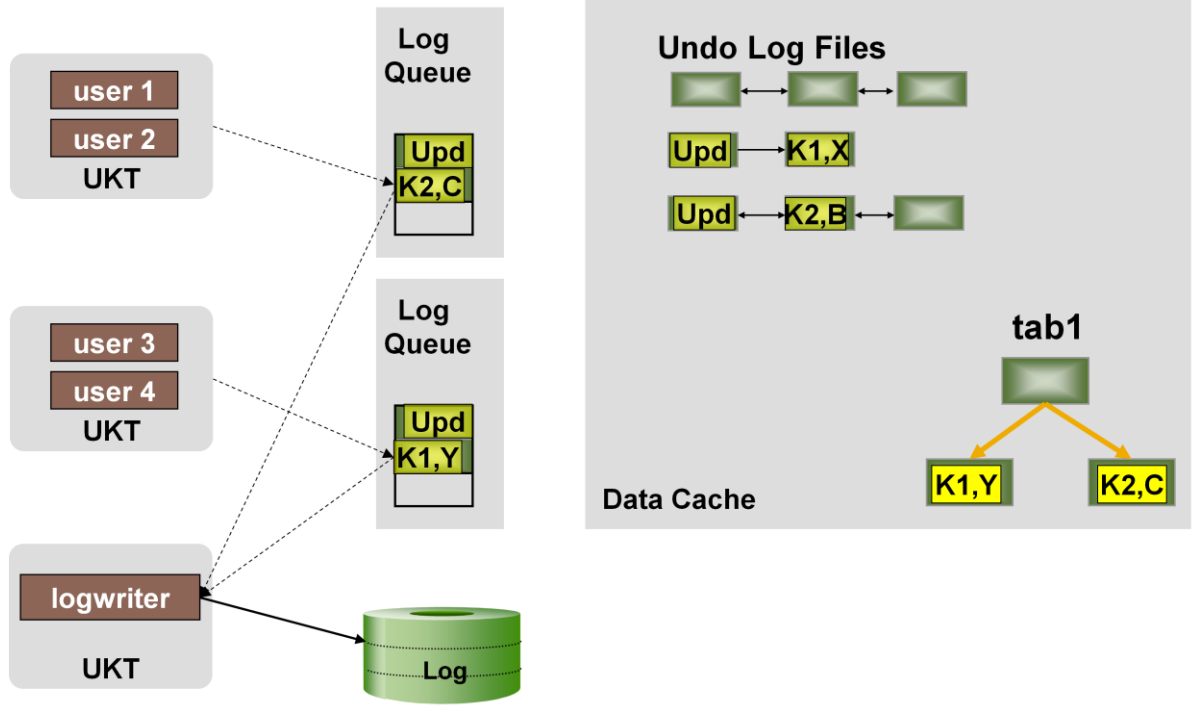 user 1
user 2
UKT
Log
Queue
Upd
K2,C
user 3
user 4
UKT
Log
Queue
Upd
K1,Y
logwriter
UKT
Log
Undo Log Files
Upd
K1,X
Upd
K2,B
tab1
K1,Y
K2,C
Data Cache